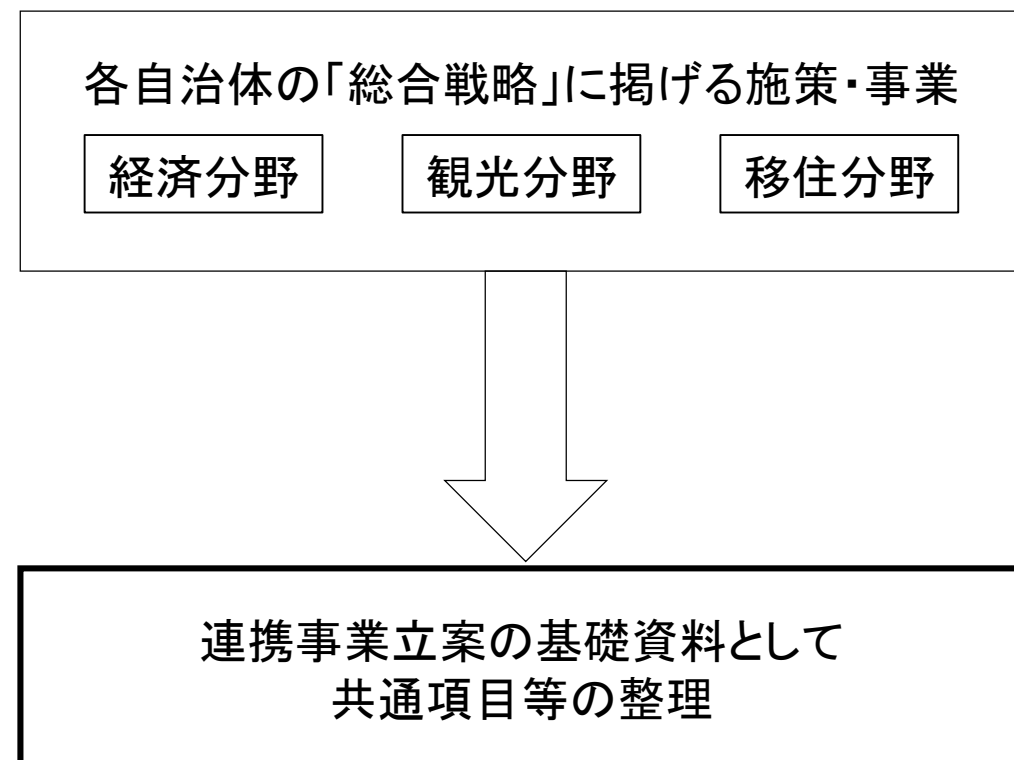 各自治体の「総合戦略」に掲げる施策・事業
経済分野
観光分野
移住分野
連携事業立案の基礎資料として
共通項目等の整理